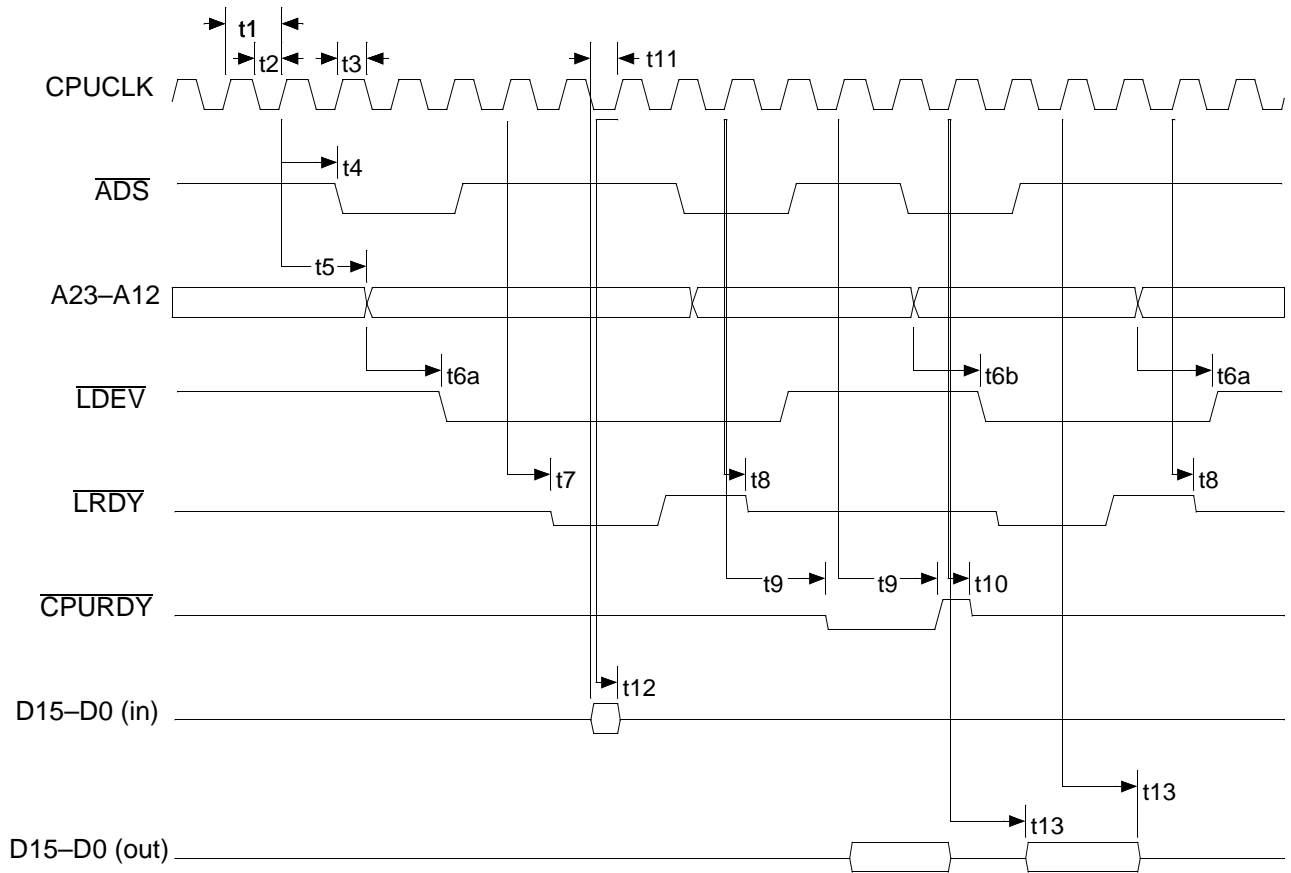 t1
t2 t3 t11
CPUCLK
t4
ADS
t5
A23–A12
t6a t6b t6a
LDEV
t7 t8 t8
LRDY
t9 t9 t10
CPURDY
t12
D15–D0 (in)
t13
t13
D15–D0 (out)